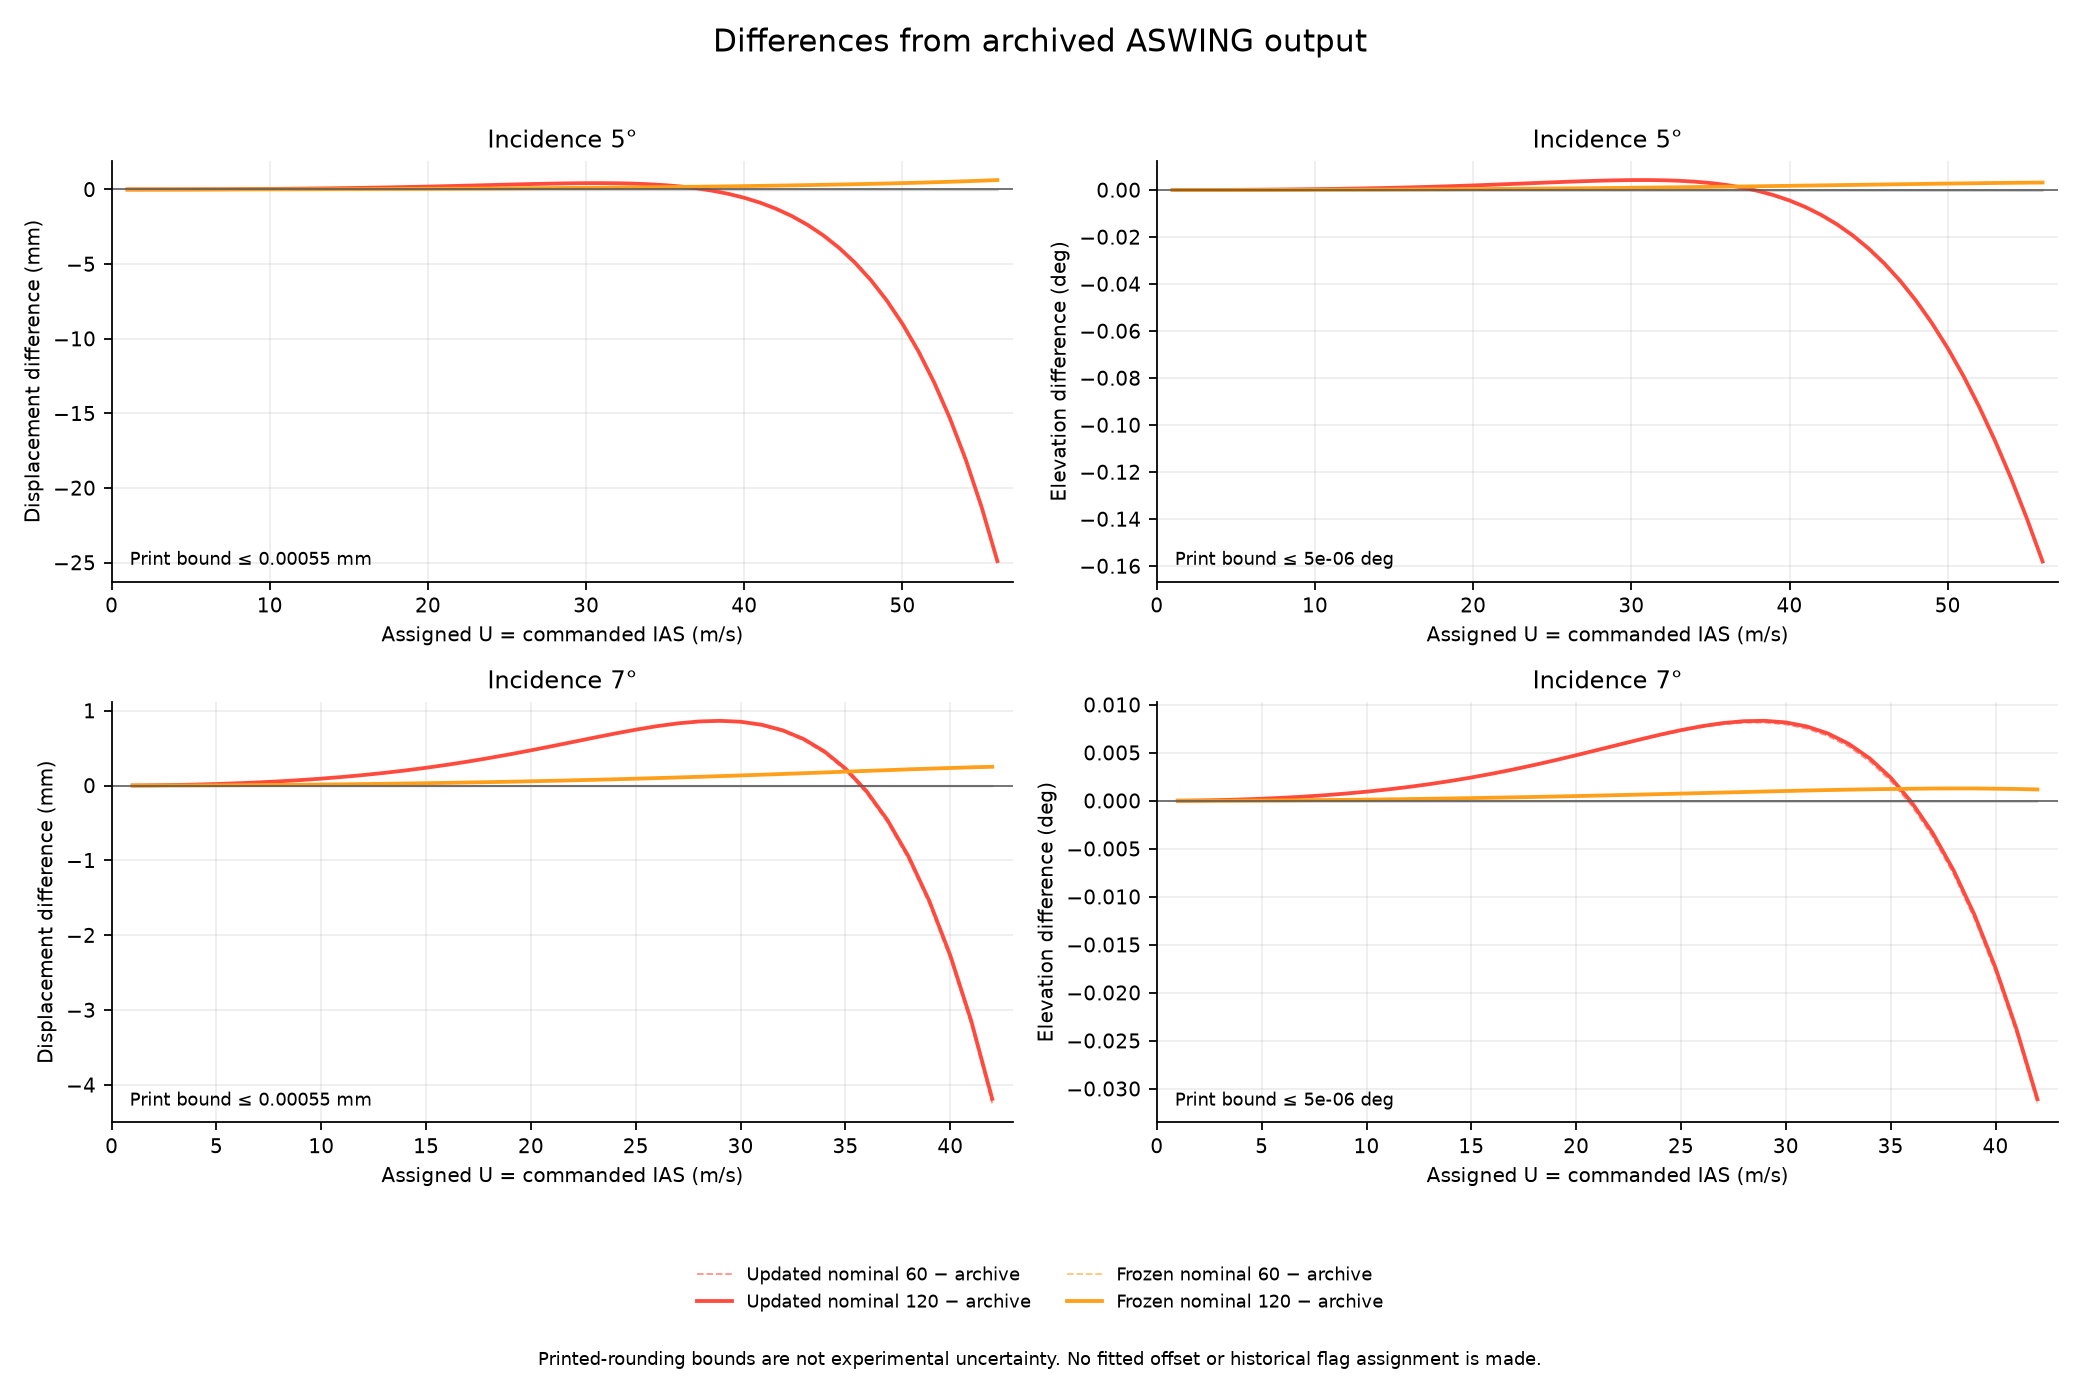 Differences from archived ASWING output
Incidence 5°
Displacement difference (mm)
0
−5
−10
−15
−20
−25
Print bound ≤ 0.00055 mm
0 10 20 30 40 50
Assigned U = commanded IAS (m/s)
Incidence 5°
Elevation difference (deg)
0.00
−0.02
−0.04
−0.06
−0.08
−0.10
−0.12
−0.14
−0.16
Print bound ≤ 5e-06 deg
0 10 20 30 40 50
Assigned U = commanded IAS (m/s)
Incidence 7°
Displacement difference (mm)
1
0
−1
−2
−3
−4
Print bound ≤ 0.00055 mm
0 5 10 15 20 25 30 35 40
Assigned U = commanded IAS (m/s)
Incidence 7°
Elevation difference (deg)
0.010
0.005
0.000
−0.005
−0.010
−0.015
−0.020
−0.025
−0.030
Print bound ≤ 5e-06 deg
0 5 10 15 20 25 30 35 40
Assigned U = commanded IAS (m/s)
Updated nominal 60 − archive
Updated nominal 120 − archive
Frozen nominal 60 − archive
Frozen nominal 120 − archive
Printed-rounding bounds are not experimental uncertainty. No fitted offset or historical flag assignment is made.